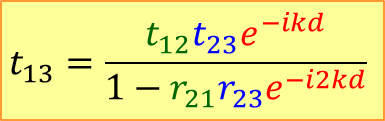 t₁₃ = t₁₂t₂₃e^{-ikd} / (1 − r₂₁r₂₃e^{-i2kd})